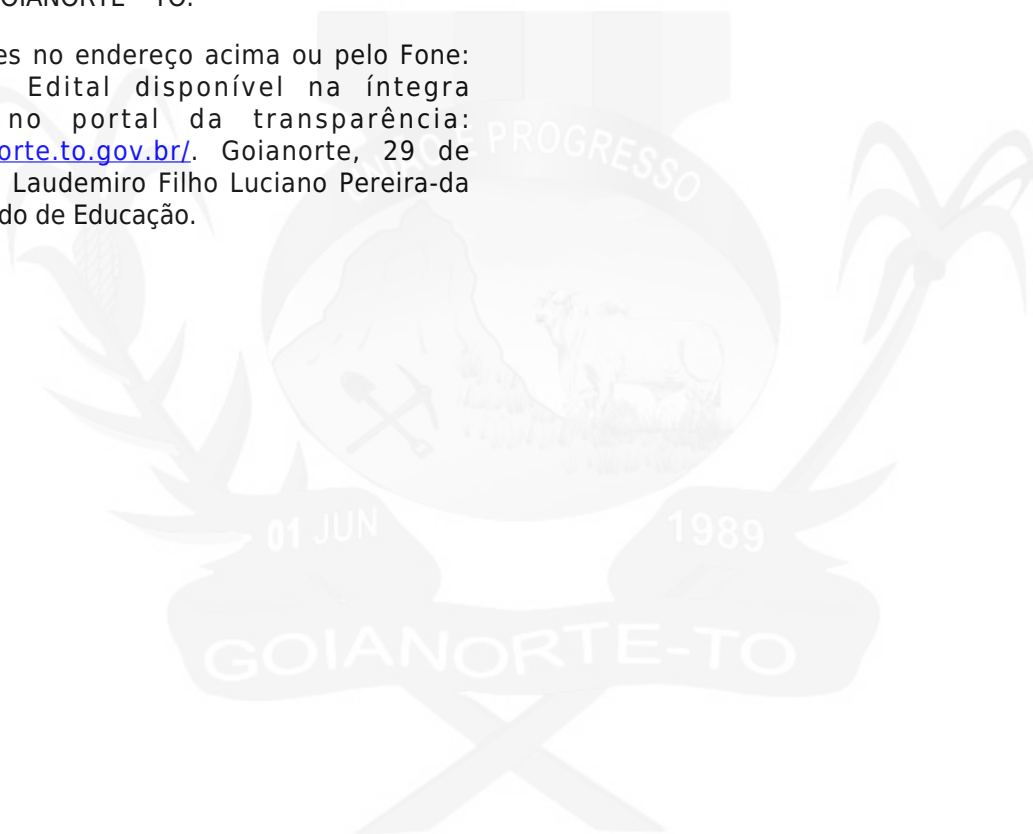 GOIANORTE – TO.
es no endereço acima ou pelo Fone:
Edital disponível na íntegra
no portal da transparência:
orte.to.gov.br/. Goianorte, 29 de
Laudemiro Filho Luciano Pereira-da
do de Educação.
PROGRESSO
01 JUN
1989
GOIANORTE-TO